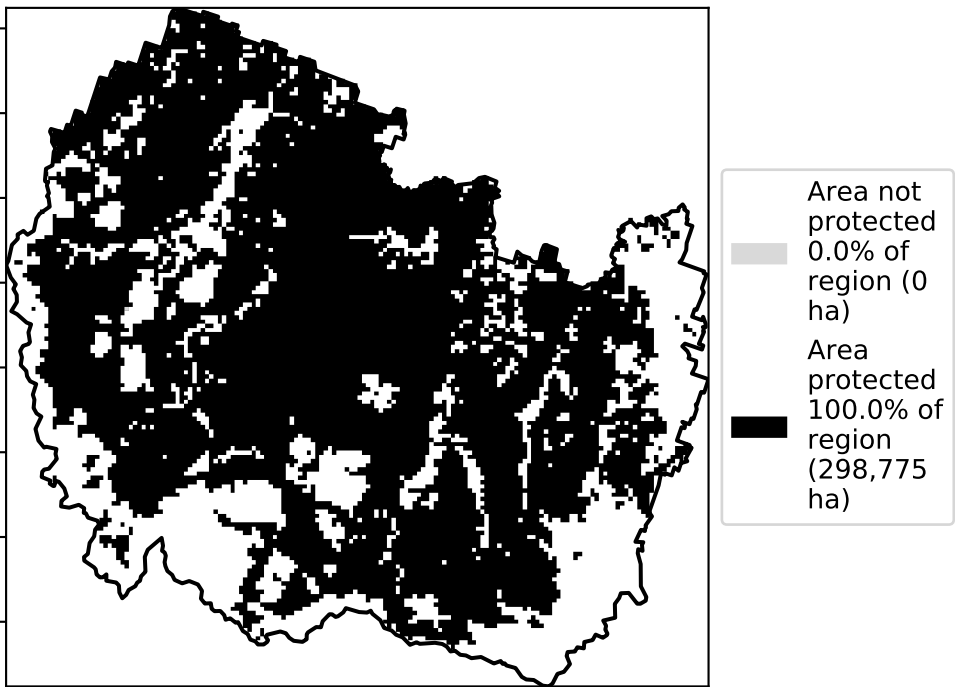 Area not
protected
0.0% of
region (0
ha)
Area
protected
100.0% of
region
(298,775
ha)